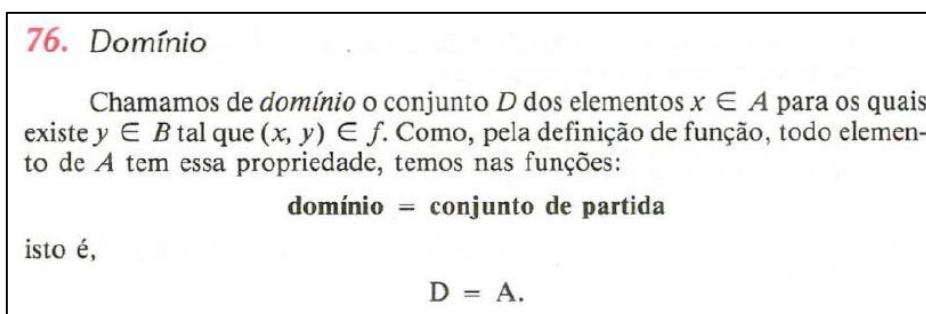 76. Domínio
Chamamos de domínio o conjunto D dos elementos x ∈ A para os quais
existe y ∈ B tal que (x, y) ∈ f. Como, pela definição de função, todo elemen-
to de A tem essa propriedade, temos nas funções:
domínio = conjunto de partida
isto é,
D = A.